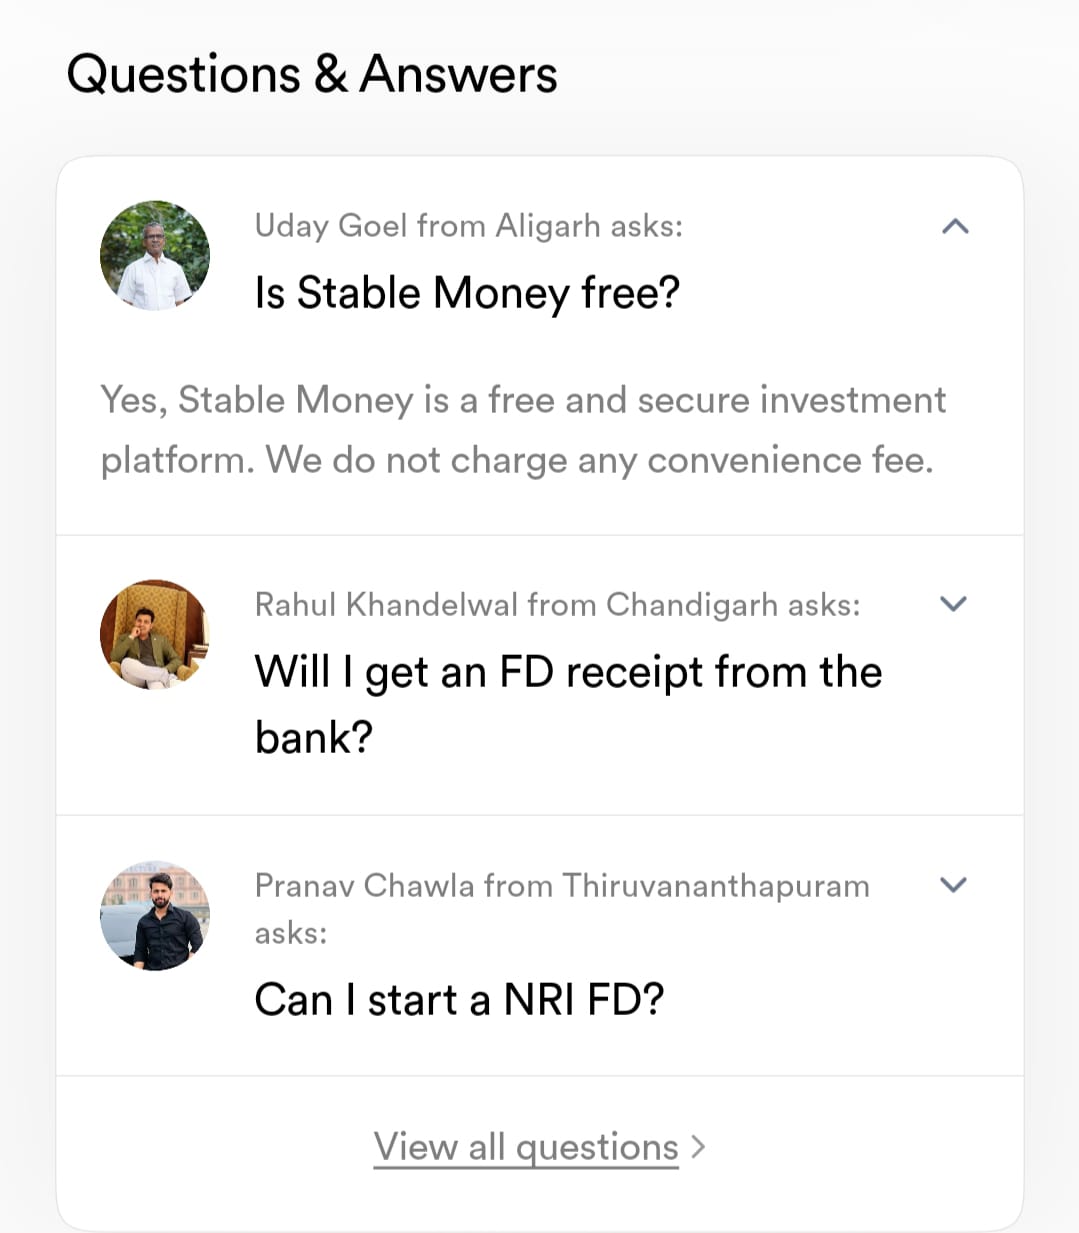 Questions & Answers
Uday Goel from Aligarh asks:
Is Stable Money free?
Yes, Stable Money is a free and secure investment
platform. We do not charge any convenience fee.
Rahul Khandelwal from Chandigarh asks:
Will I get an FD receipt from the
bank?
Pranav Chawla from Thiruvananthapuram
asks:
Can I start a NRI FD?
View all questions